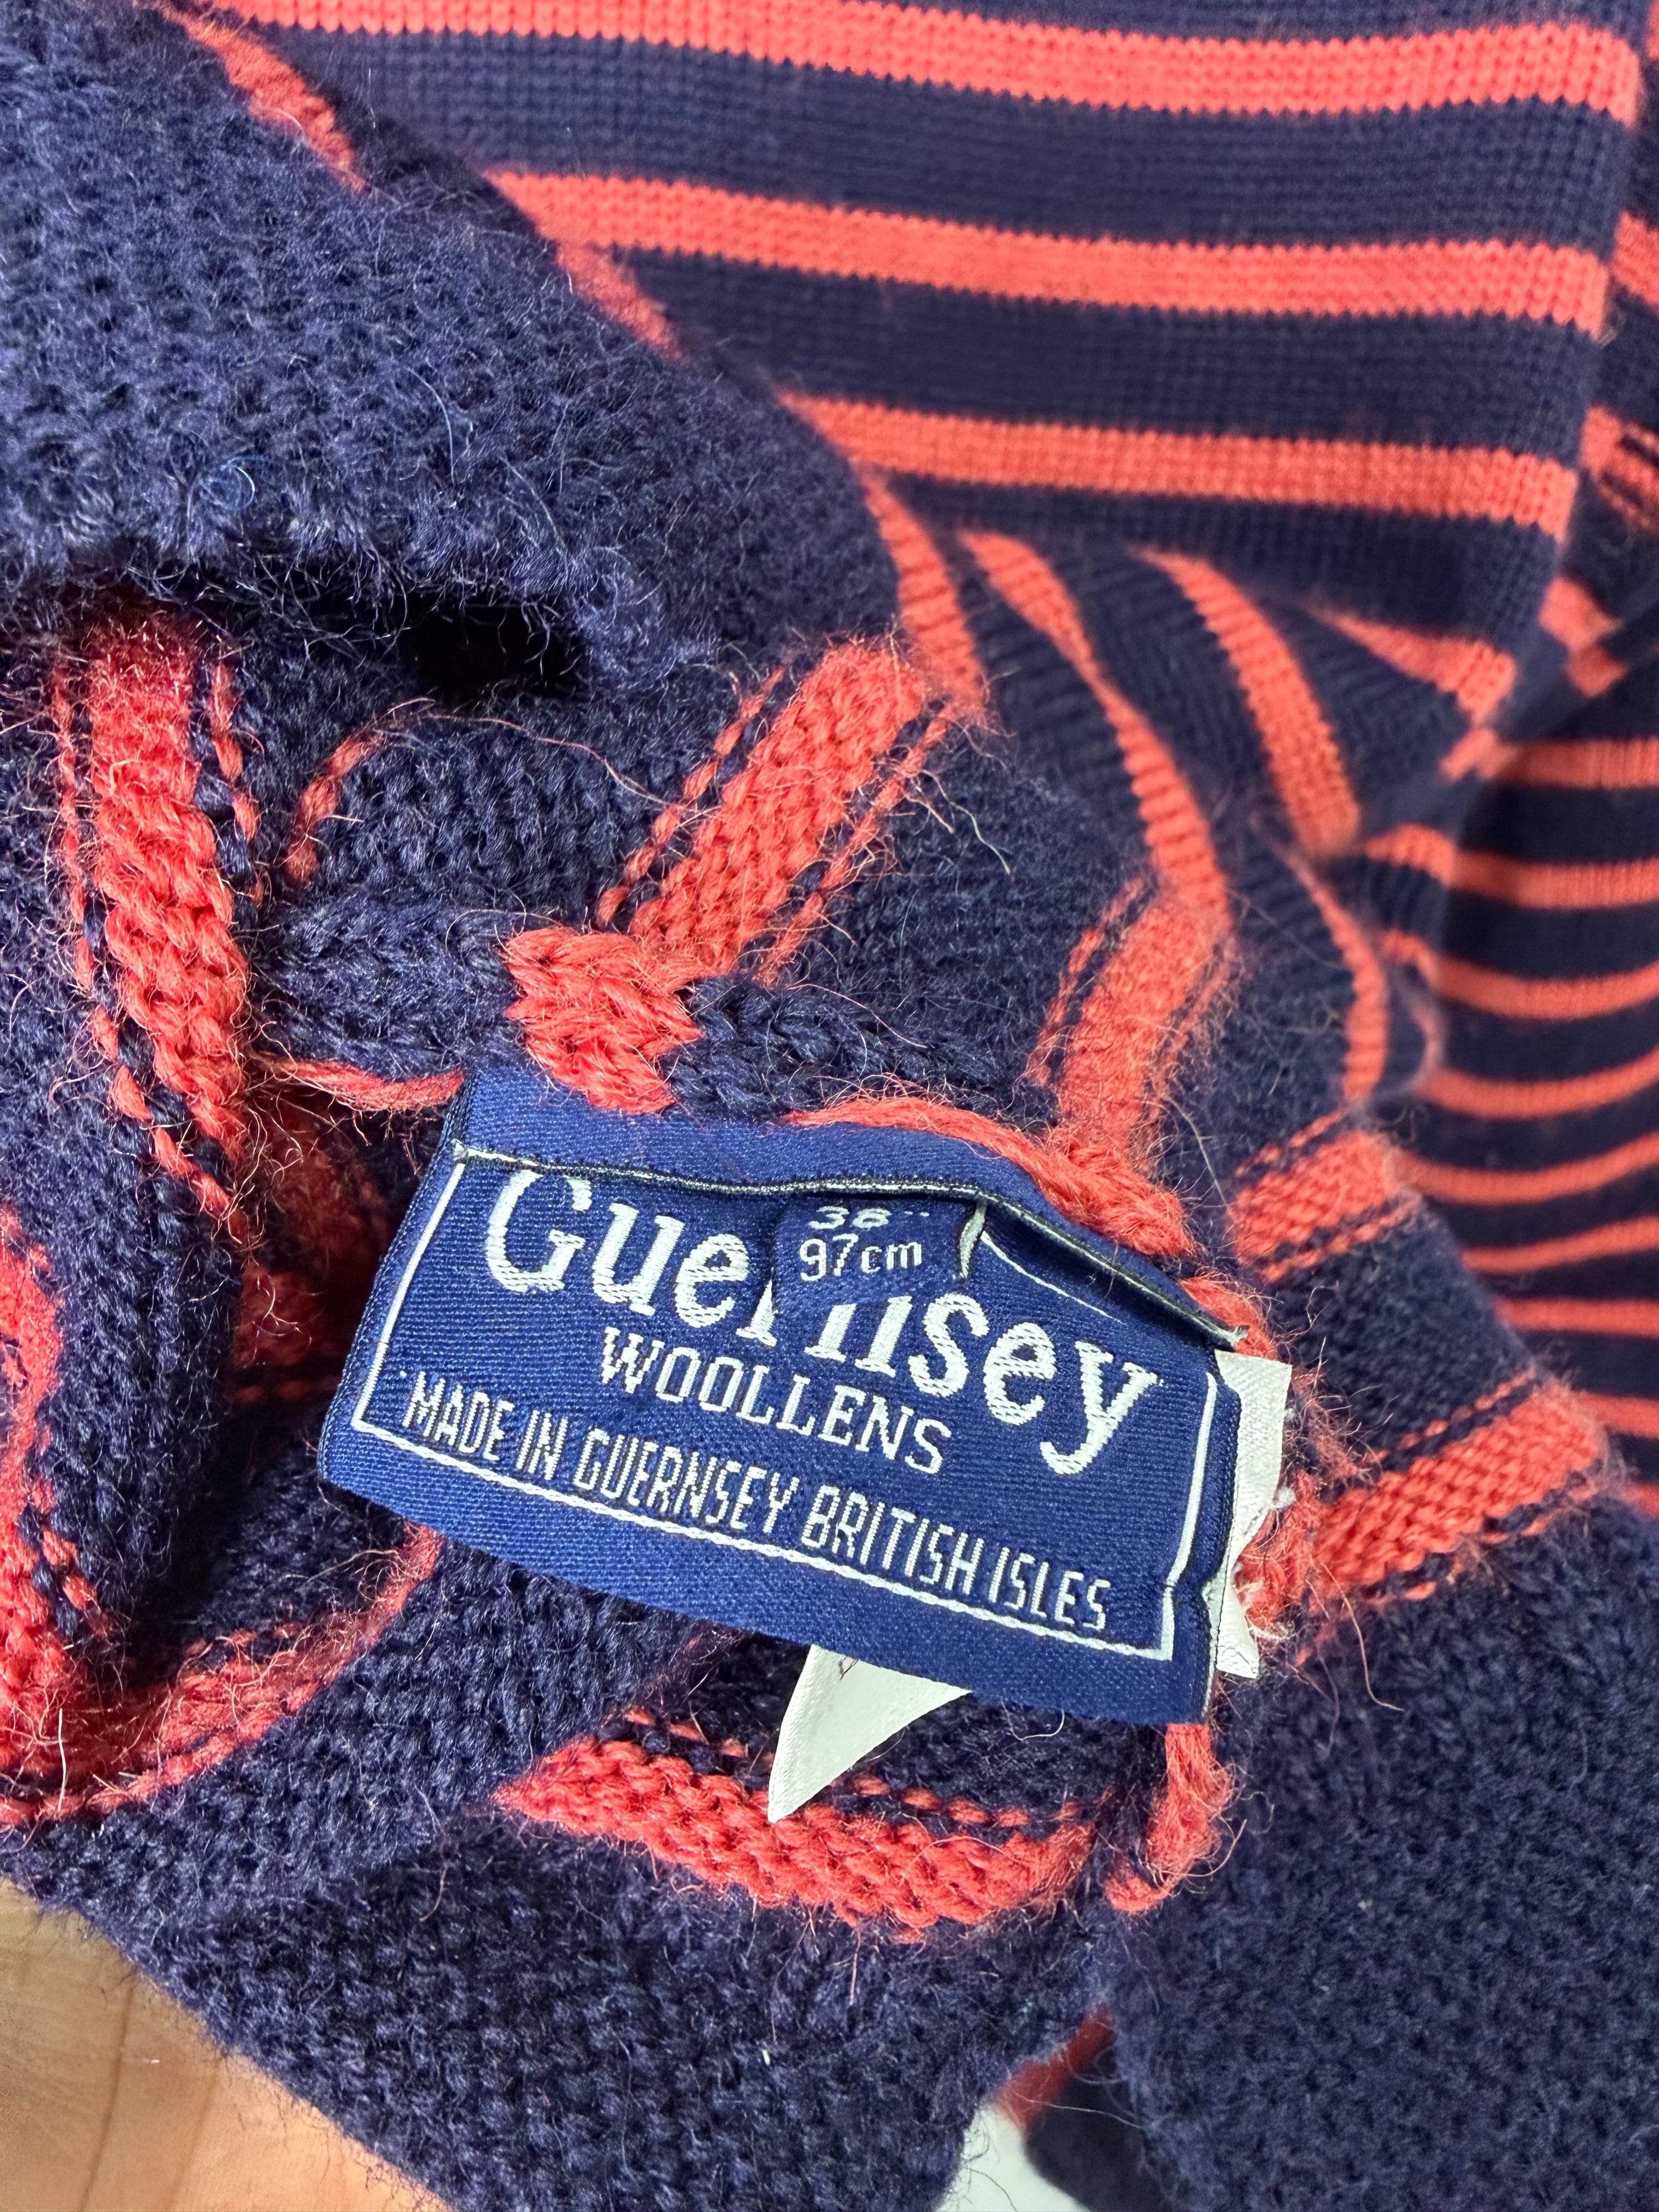 38"
97cm
Guernsey
WOOLLENS
MADE IN GUERNSEY BRITISH ISLES